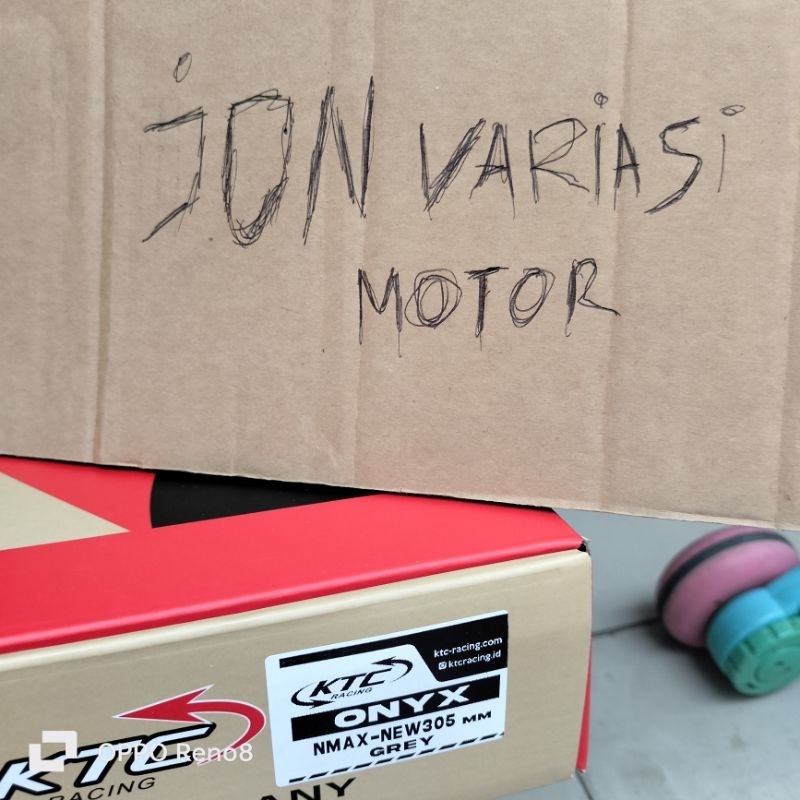 JON VARIASI
MOTOR
ktc-racing.com
ktcracing.id
KTC
RACING
ONYX
NMAX-NEW305 MM
GREY
KTC
RACING
ANY
OPPO Reno8